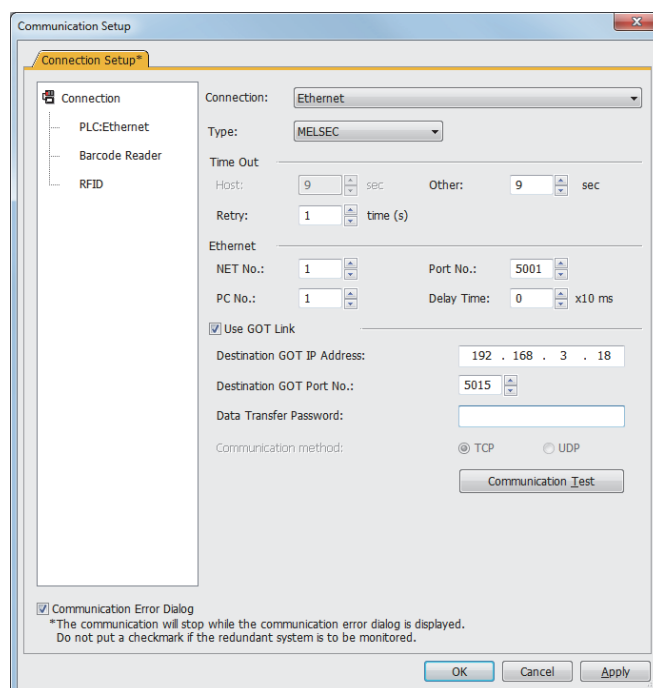 Communication Setup
Connection Setup*
Connection
PLC:Ethernet
Barcode Reader
RFID
Connection: Ethernet
Type: MELSEC
Time Out
Host: 9 sec Other: 9 sec
Retry: 1 time (s)
Ethernet
NET No.: 1 Port No.: 5001
PC No.: 1 Delay Time: 0 x10 ms
Use GOT Link
Destination GOT IP Address: 192 . 168 . 3 . 18
Destination GOT Port No.: 5015
Data Transfer Password:
Communication method: TCP UDP
Communication Test
Communication Error Dialog
*The communication will stop while the communication error dialog is displayed.
Do not put a checkmark if the redundant system is to be monitored.
OK Cancel Apply